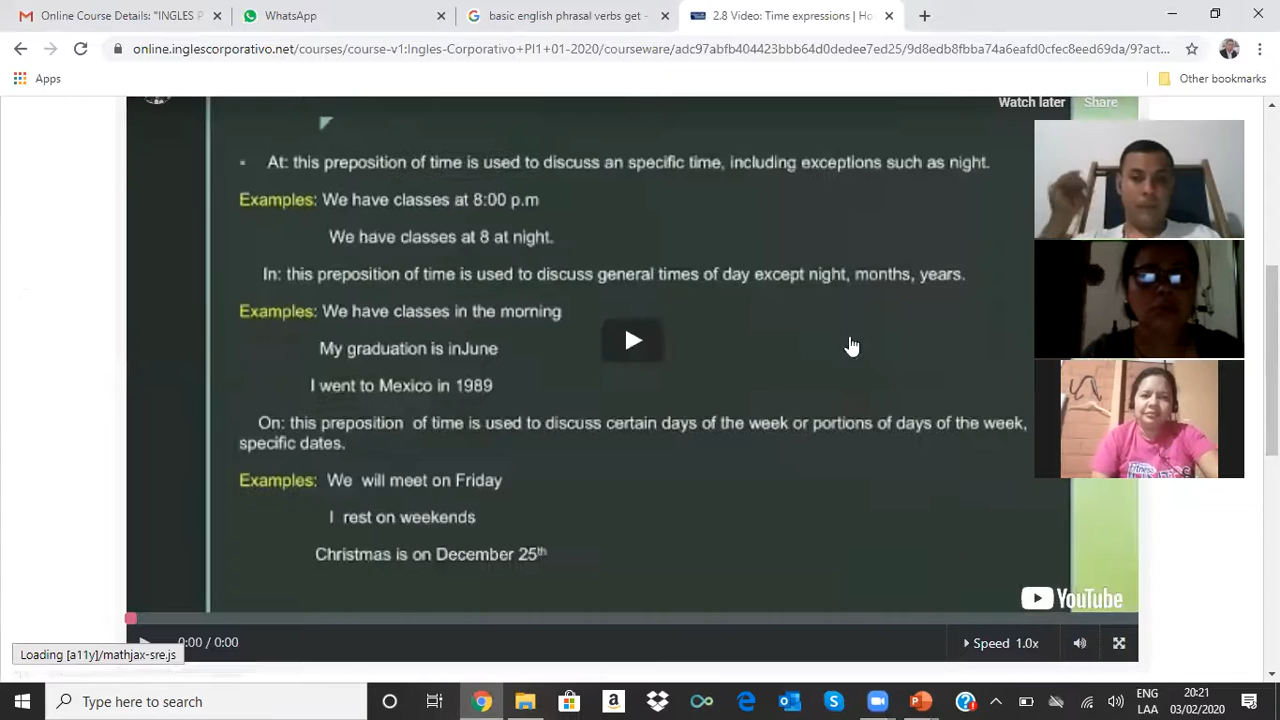 Online Course Details: "INGLES P
WhatsApp
basic english phrasal verbs get -
2.8 Video: Time expressions | Ho
online.inglescorporativo.net/courses/course-v1:Ingles-Corporativo+PI1+01-2020/courseware/adc97abfb404423bbb64d0dedee7ed25/9d8edb8fbba74a6eafd0cfec8eed69da/9?act...
Apps
Other bookmarks
Watch later
Share
At: this preposition of time is used to discuss an specific time, including exceptions such as night.
Examples: We have classes at 8:00 p.m
We have classes at 8 at night.
In: this preposition of time is used to discuss general times of day except night, months, years.
Examples: We have classes in the morning
My graduation is inJune
I went to Mexico in 1989
On: this preposition of time is used to discuss certain days of the week or portions of days of the week,
specific dates.
Examples: We will meet on Friday
I rest on weekends
Christmas is on December 25th
YouTube
0:00 / 0:00
Speed 1.0x
Loading [a11y]/mathjax-sre.js
Type here to search
ENG
LAA
20:21
03/02/2020